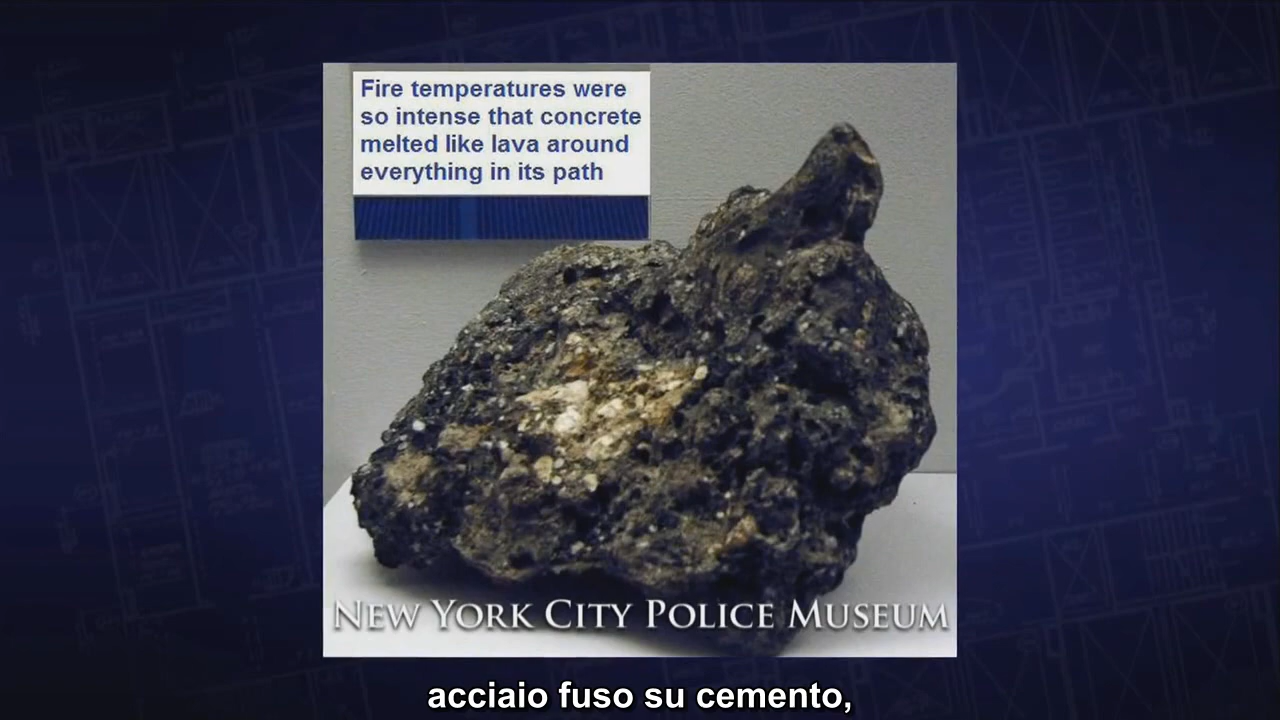 Fire temperatures were
so intense that concrete
melted like lava around
everything in its path
NEW YORK CITY POLICE MUSEUM
acciaio fuso su cemento,